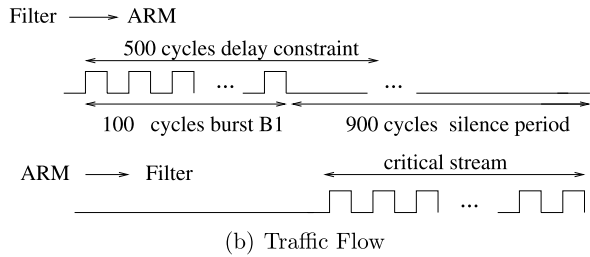 Filter → ARM
500 cycles delay constraint
... ...
100 cycles burst B1 900 cycles silence period
critical stream
ARM → Filter
...
(b) Traffic Flow